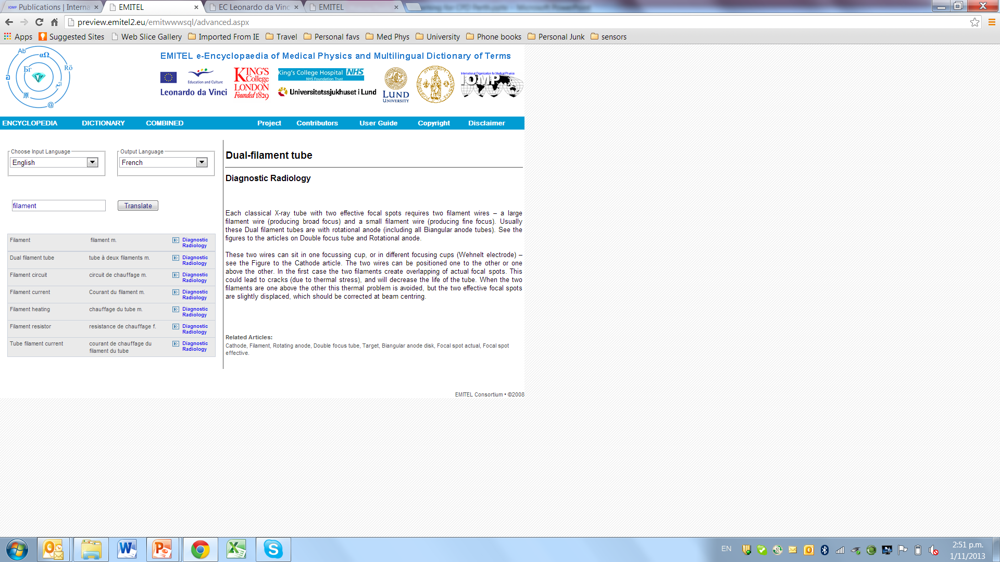 Publications | Interna
EMITEL
EC Leonardo da Vinc
EMITEL
preview.emitel2.eu/emitwwwsql/advanced.aspx
Apps Suggested Sites Web Slice Gallery Imported From IE Travel Personal favs Med Phys University Phone books Personal Junk sensors
EMITEL e-Encyclopaedia of Medical Physics and Multilingual Dictionary of Terms
Ab
αΩ
Бг
Rö
原
@
Education and Culture
Leonardo da Vinci
KING'S
College
LONDON
Founded 1829
King's College Hospital NHS
NHS Foundation Trust
Universitetssjukhuset i Lund
LUND
UNIVERSITY
International Organization for Medical Physics
IOMP
ENCYCLOPEDIA DICTIONARY COMBINED Project Contributors User Guide Copyright Disclaimer
Choose Input Language
English
Output Language
French
filament
Translate
Filament filament m. Diagnostic Radiology
Dual filament tube tube à deux filaments m. Diagnostic Radiology
Filament circuit circuit de chauffage m. Diagnostic Radiology
Filament current Courant du filament m. Diagnostic Radiology
Filament heating chauffage du tube m. Diagnostic Radiology
Filament resistor resistance de chauffage f. Diagnostic Radiology
Tube filament current courant de chauffage du filament du tube Diagnostic Radiology
Dual-filament tube
Diagnostic Radiology
Each classical X-ray tube with two effective focal spots requires two filament wires – a large
filament wire (producing broad focus) and a small filament wire (producing fine focus). Usually
these Dual filament tubes are with rotational anode (including all Biangular anode tubes). See the
figures to the articles on Double focus tube and Rotational anode.
These two wires can sit in one focussing cup, or in different focusing cups (Wehnelt electrode) –
see the Figure to the Cathode article. The two wires can be positioned one to the other or one
above the other. In the first case the two filaments create overlapping of actual focal spots. This
could lead to cracks (due to thermal stress), and will decrease the life of the tube. When the two
filaments are one above the other this thermal problem is avoided, but the two effective focal spots
are slightly displaced, which should be corrected at beam centring.
Related Articles:
Cathode, Filament, Rotating anode, Double focus tube, Target, Biangular anode disk, Focal spot actual, Focal spot
effective.
EMITEL Consortium • ©2008
EN
2:51 p.m.
1/11/2013